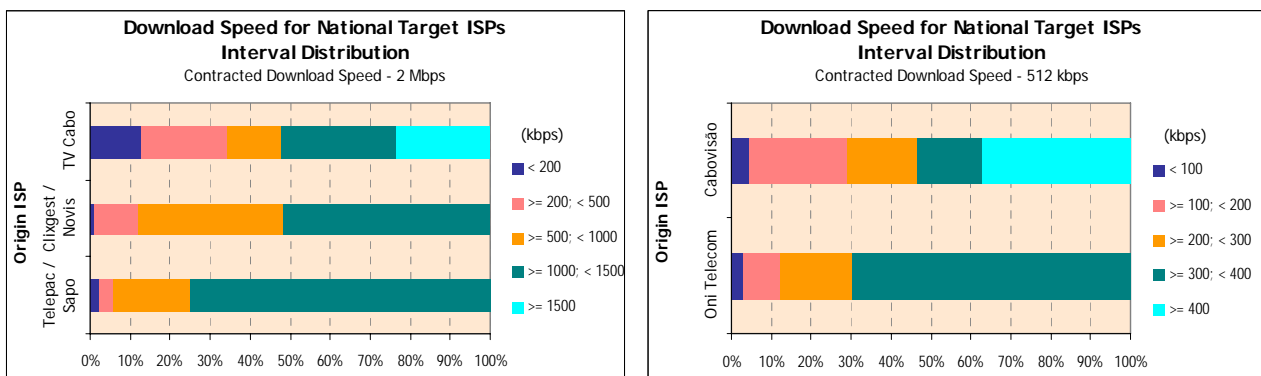 Download Speed for National Target ISPs
Interval Distribution
Contracted Download Speed - 2 Mbps
Origin ISP
TV Cabo
Clixgest /
Novis
Telepac /
Sapo
0% 10% 20% 30% 40% 50% 60% 70% 80% 90% 100%
(kbps)
< 200
>= 200; < 500
>= 500; < 1000
>= 1000; < 1500
>= 1500
Download Speed for National Target ISPs
Interval Distribution
Contracted Download Speed - 512 kbps
Origin ISP
Cabovisão
Oni Telecom
0% 10% 20% 30% 40% 50% 60% 70% 80% 90% 100%
(kbps)
< 100
>= 100; < 200
>= 200; < 300
>= 300; < 400
>= 400